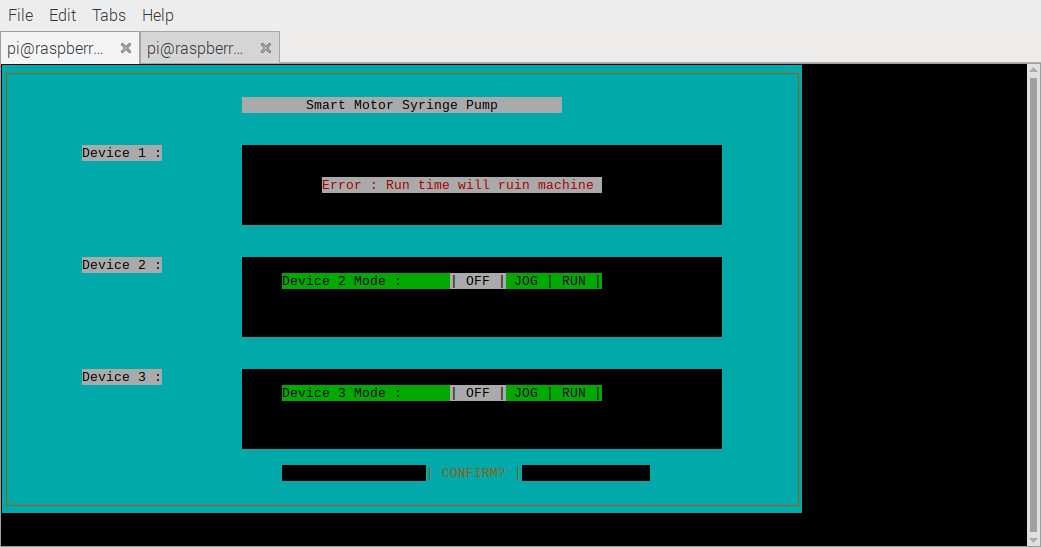 File Edit Tabs Help
pi@raspberr... pi@raspberr...
Smart Motor Syringe Pump
Device 1 :
Error : Run time will ruin machine
Device 2 :
Device 2 Mode : | OFF | JOG | RUN |
Device 3 :
Device 3 Mode : | OFF | JOG | RUN |
| CONFIRM? |